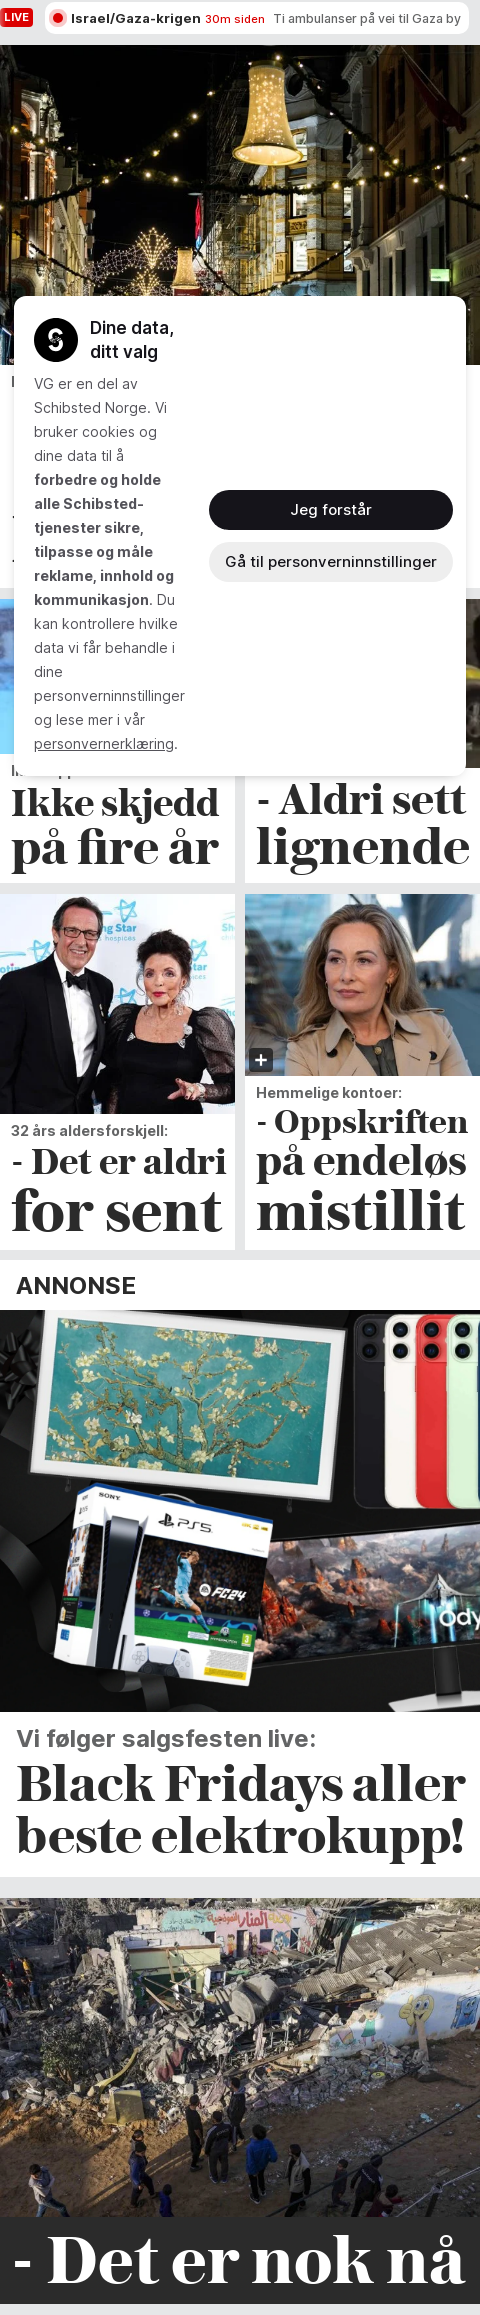 LIVE
Israel/Gaza-krigen 30m siden Ti ambulanser på vei til Gaza by
Dine data,
ditt valg
VG er en del av
Schibsted Norge. Vi
bruker cookies og
dine data til å
forbedre og holde
alle Schibsted-
tjenester sikre,
tilpasse og måle
reklame, innhold og
kommunikasjon. Du
kan kontrollere hvilke
data vi får behandle i
dine
personverninnstillinger
og lese mer i vår
personvernerklæring.
Jeg forstår
Gå til personverninnstillinger
Ikke skjedd
på fire år
- Aldri sett
lignende
32 års aldersforskjell:
- Det er aldri
for sent
Hemmelige kontoer:
- Oppskriften
på endeløs
mistillit
ANNONSE
SONY
PS5
FC24
Vi følger salgsfesten live:
Black Fridays aller
beste elektrokupp!
- Det er nok nå